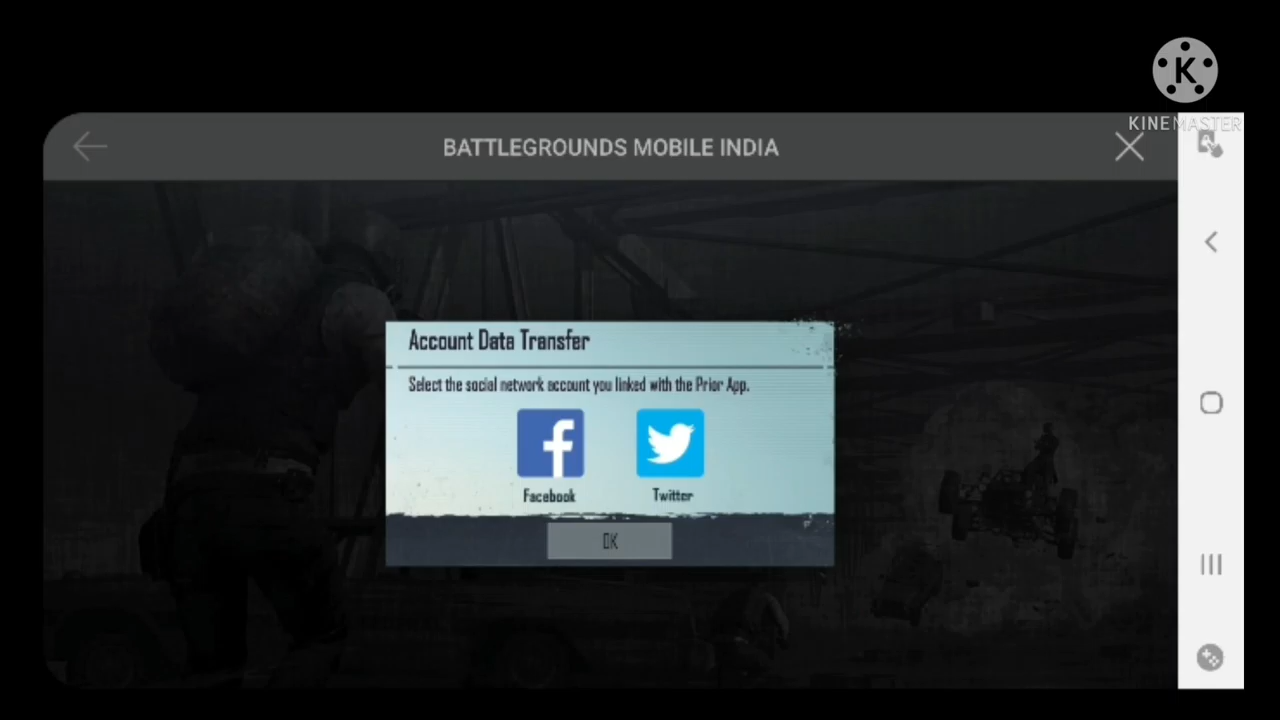 KINEMASTER
BATTLEGROUNDS MOBILE INDIA
Account Data Transfer
Select the social network account you linked with the Prior App.
Facebook Twitter
OK